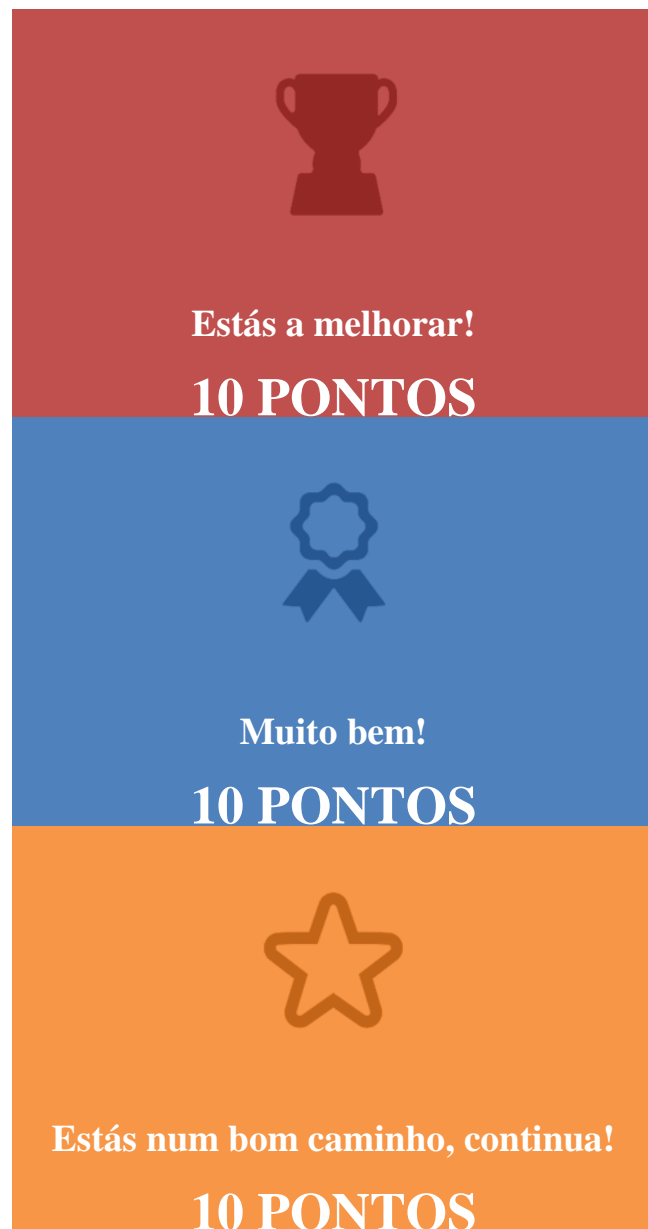 Estás a melhorar!
10 PONTOS
Muito bem!
10 PONTOS
Estás num bom caminho, continua!
10 PONTOS